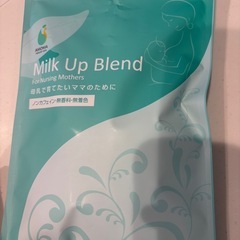 Milk Up Blend
For Nursing Mothers
母乳で育てたいママのために
ノンカフェイン・無香料・無着色